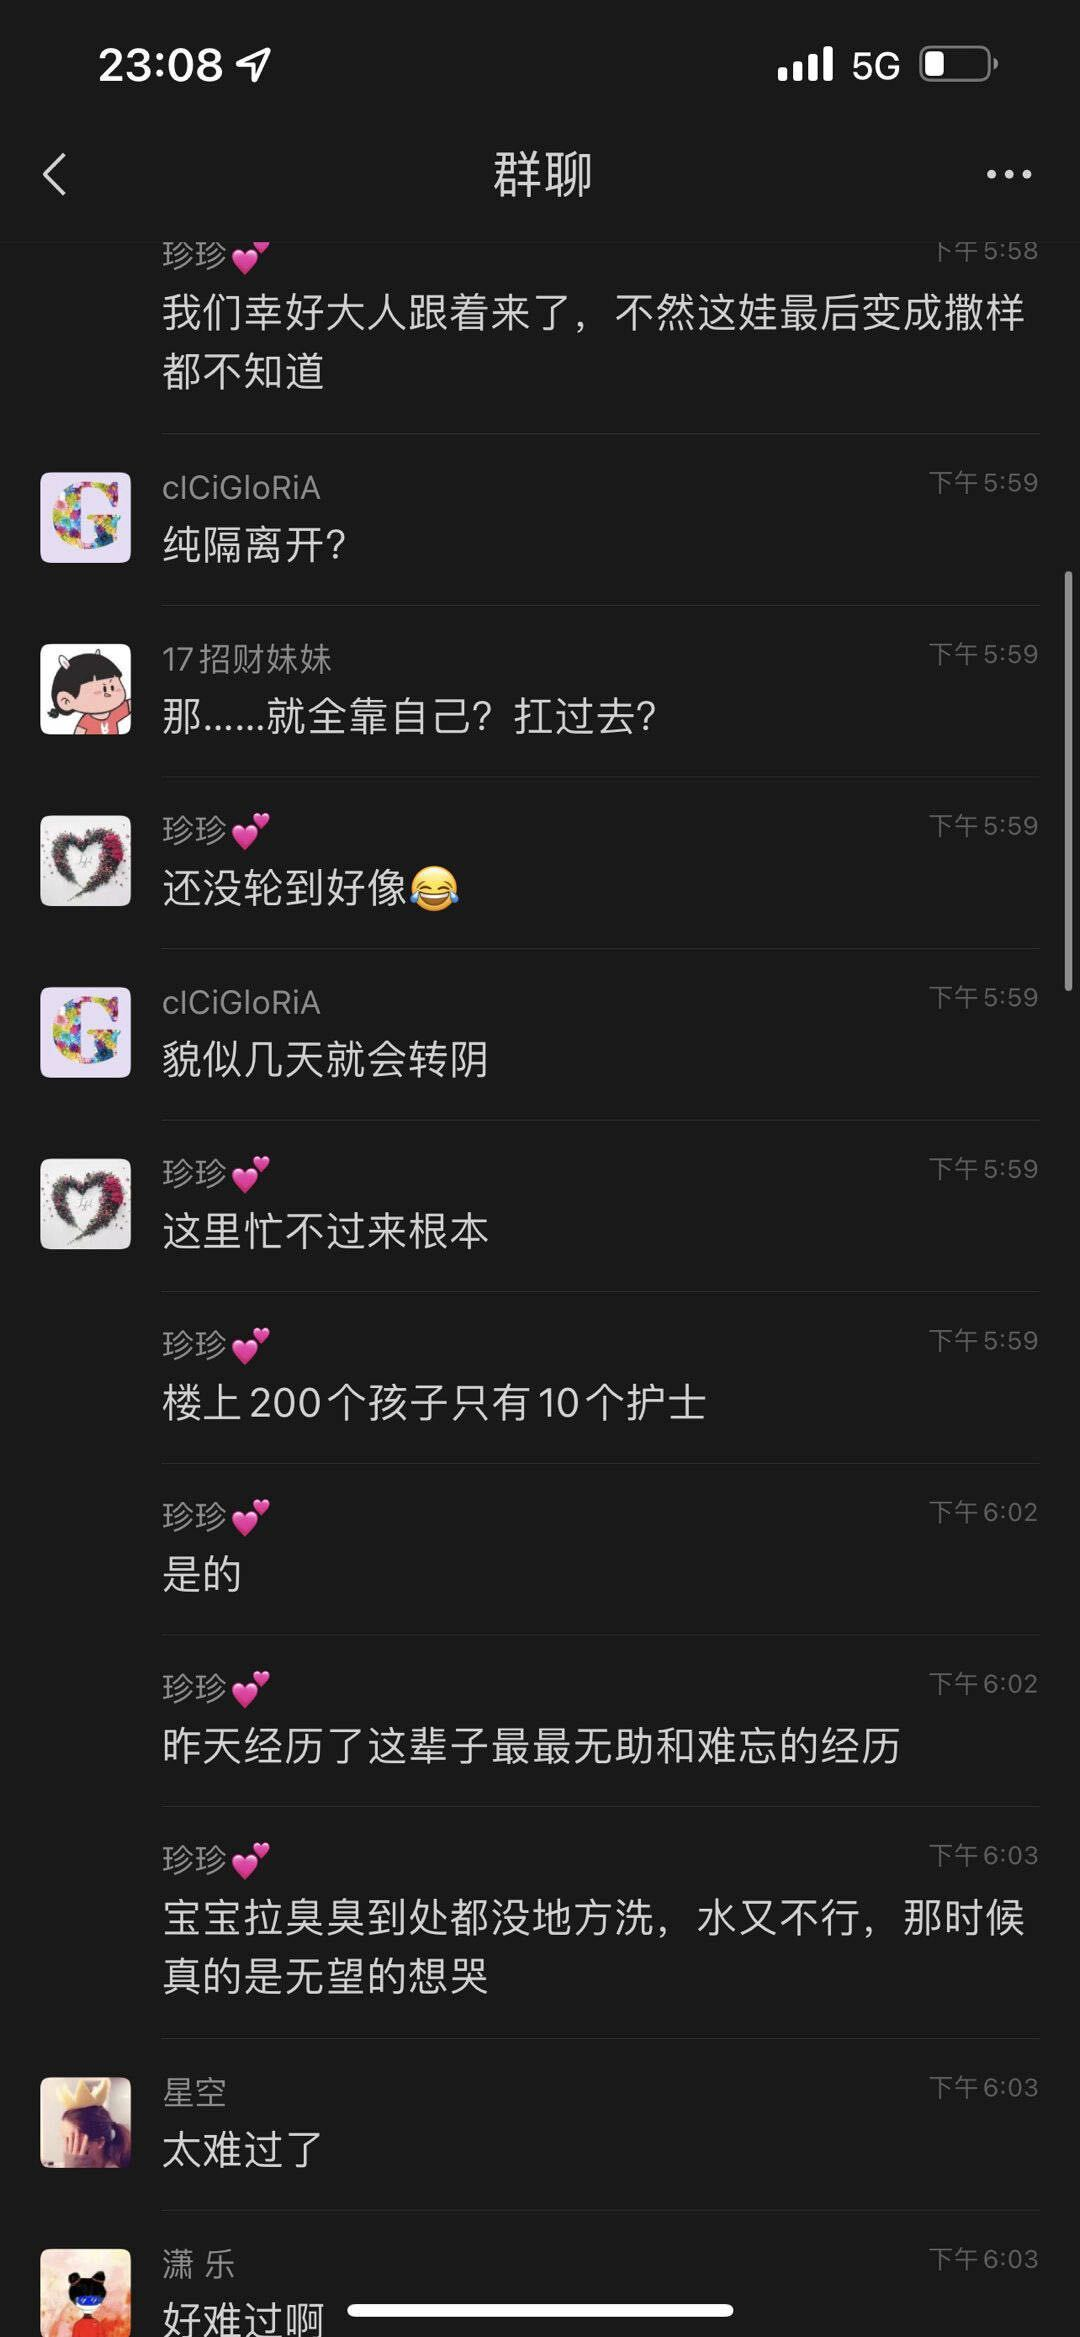 23:08
5G
群聊
珍珍💕
下午 5:58
我们幸好大人跟着来了，不然这娃最后变成撒样
都不知道
cICiGloRiA
下午 5:59
纯隔离开？
17招财妹妹
下午 5:59
那……就全靠自己？扛过去？
珍珍💕
下午 5:59
还没轮到好像😂
cICiGloRiA
下午 5:59
貌似几天就会转阴
珍珍💕
下午 5:59
这里忙不过来根本
珍珍💕
下午 5:59
楼上200个孩子只有10个护士
珍珍💕
下午 6:02
是的
珍珍💕
下午 6:02
昨天经历了这辈子最最无助和难忘的经历
珍珍💕
下午 6:03
宝宝拉臭臭到处都没地方洗，水又不行，那时候
真的是无望的想哭
星空
下午 6:03
太难过了
潇 乐
下午 6:03
好难过啊